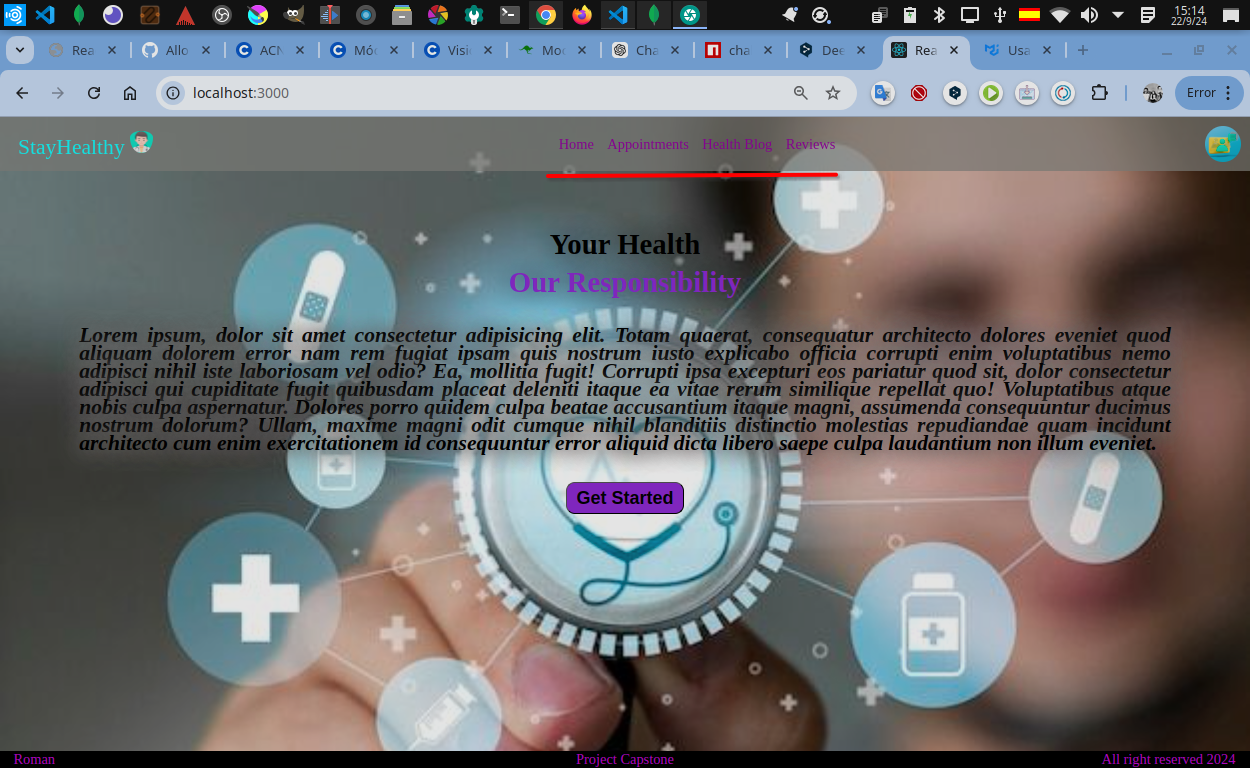 15:14
22/9/24
Rea
Allo
ACN
Móc
Visio
Moc
Cha
cha
Dee
Rea
Usa
localhost:3000
Error
StayHealthy
Home Appointments Health Blog Reviews
Your Health
Our Responsibility
Lorem ipsum, dolor sit amet consectetur adipisicing elit. Totam quaerat, consequatur architecto dolores eveniet quod
aliquam dolorem error nam rem fugiat ipsam quis nostrum iusto explicabo officia corrupti enim voluptatibus nemo
adipisci nihil iste laboriosam vel odio? Ea, mollitia fugit! Corrupti ipsa excepturi eos pariatur quod sit, dolor consectetur
adipisci qui cupiditate fugit quibusdam placeat deleniti itaque ea vitae rerum similique repellat quo! Voluptatibus atque
nobis culpa aspernatur. Dolores porro quidem culpa beatae accusantium itaque magni, assumenda consequuntur ducimus
nostrum dolorum? Ullam, maxime magni odit cumque nihil blanditiis distinctio molestias repudiandae quam incidunt
architecto cum enim exercitationem id consequuntur error aliquid dicta libero saepe culpa laudantium non illum eveniet.
Get Started
Roman Project Capstone All right reserved 2024